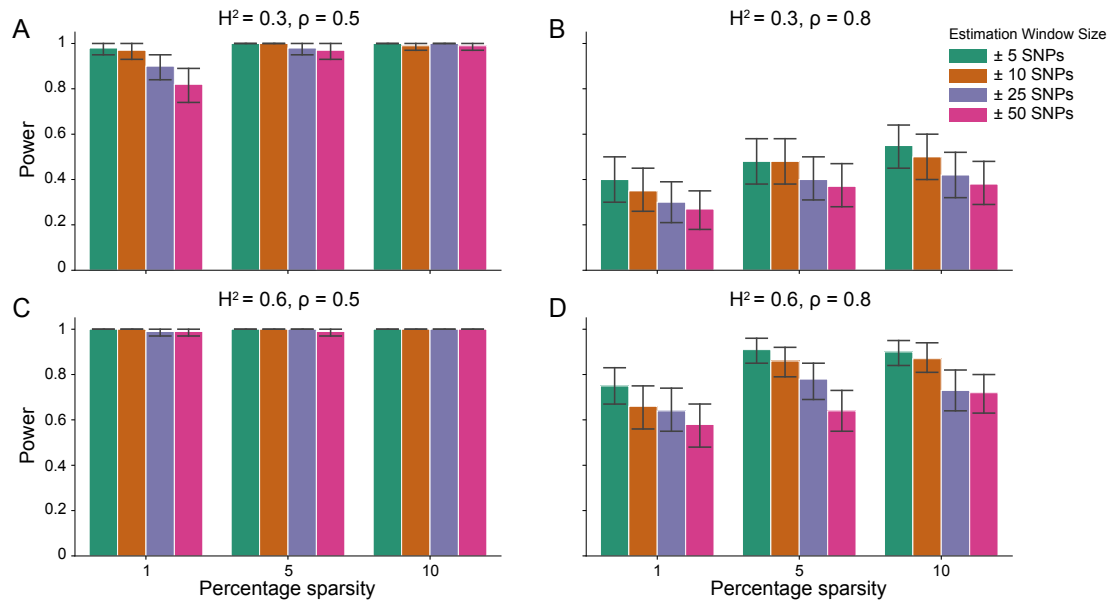 A
H² = 0.3, ρ = 0.5
Power
1
0.8
0.6
0.4
0.2
0
B
H² = 0.3, ρ = 0.8
Estimation Window Size
± 5 SNPs
± 10 SNPs
± 25 SNPs
± 50 SNPs
C
H² = 0.6, ρ = 0.5
Power
1
0.8
0.6
0.4
0.2
0
1 5 10
Percentage sparsity
D
H² = 0.6, ρ = 0.8
1 5 10
Percentage sparsity